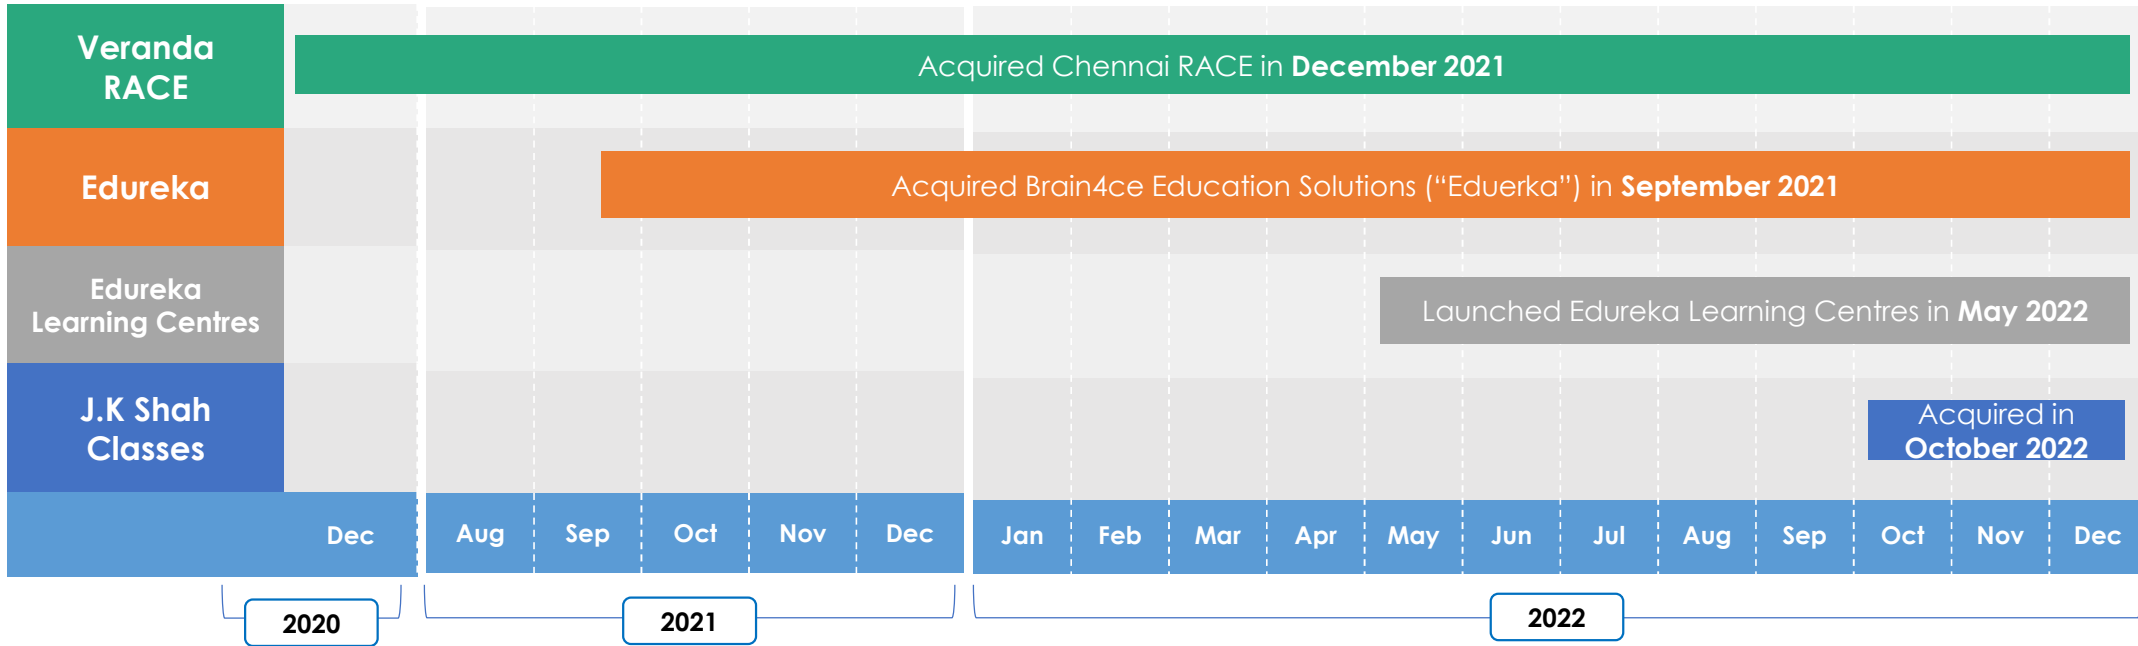 Veranda
RACE
Acquired Chennai RACE in December 2021
Edureka
Acquired Brain4ce Education Solutions (“Eduerka”) in September 2021
Edureka
Learning Centres
Launched Edureka Learning Centres in May 2022
J.K Shah
Classes
Acquired in
October 2022
Dec Aug Sep Oct Nov Dec Jan Feb Mar Apr May Jun Jul Aug Sep Oct Nov Dec
2020 2021 2022